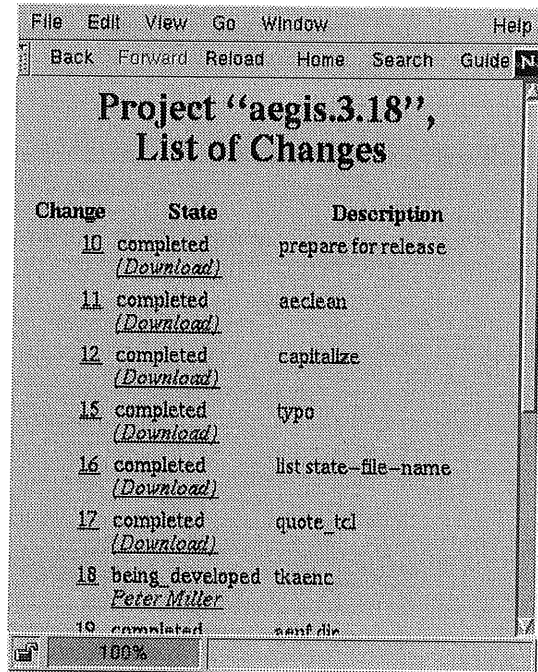 File Edit View Go Window Help
Back Forward Reload Home Search Guide N
Project “aegis.3.18”,
List of Changes
Change State Description
10 completed prepare for release
(Download)
11 completed aeclean
(Download)
12 completed capitalize
(Download)
15 completed typo
(Download)
16 completed list state-file-name
(Download)
17 completed quote_tcl
(Download)
18 being_developed tkaenc
Peter Miller
19 completed
100%